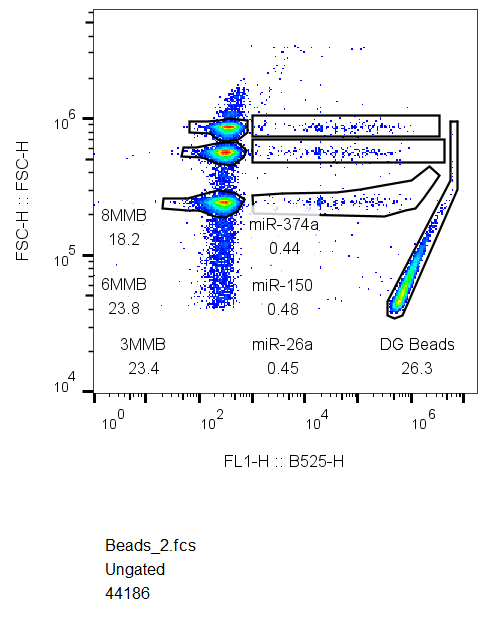 FSC-H :: FSC-H
10^6
10^5
10^4
8MMB
18.2
miR-374a
0.44
6MMB
23.8
miR-150
0.48
3MMB
23.4
miR-26a
0.45
DG Beads
26.3
10^0
10^2
10^4
10^6
FL1-H :: B525-H
Beads_2.fcs
Ungated
44186